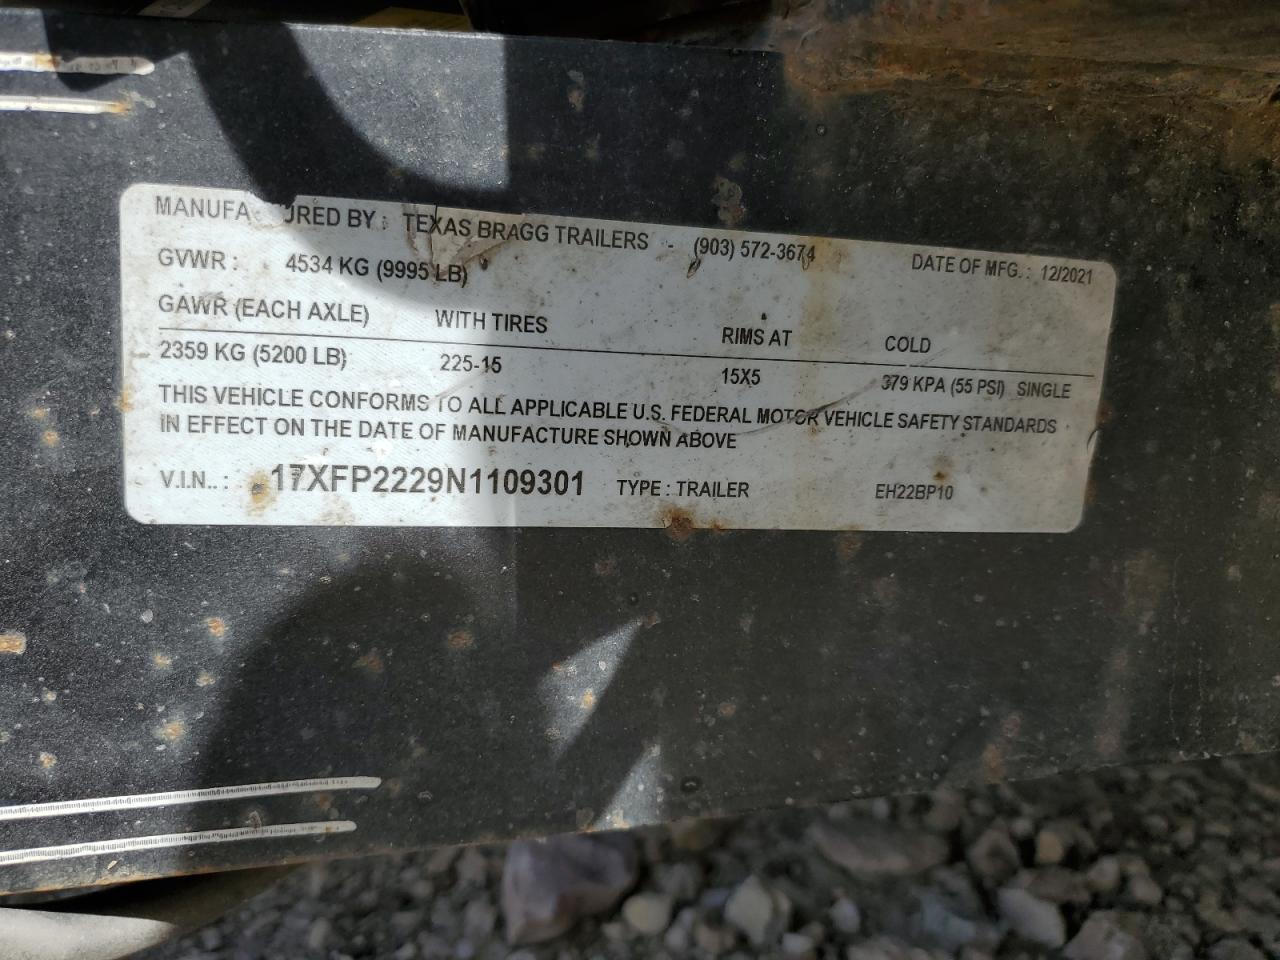 MANUFA URED BY : TEXAS BRAGG TRAILERS - (903) 572-3674 DATE OF MFG. : 12/2021
GVWR : 4534 KG (9995 LB)
GAWR (EACH AXLE) WITH TIRES RIMS AT COLD
2359 KG (5200 LB) 225-15 15X5 379 KPA (55 PSI) SINGLE
THIS VEHICLE CONFORMS TO ALL APPLICABLE U.S. FEDERAL MOTOR VEHICLE SAFETY STANDARDS
IN EFFECT ON THE DATE OF MANUFACTURE SHOWN ABOVE
V.I.N.. : 17XFP2229N1109301 TYPE : TRAILER EH22BP10